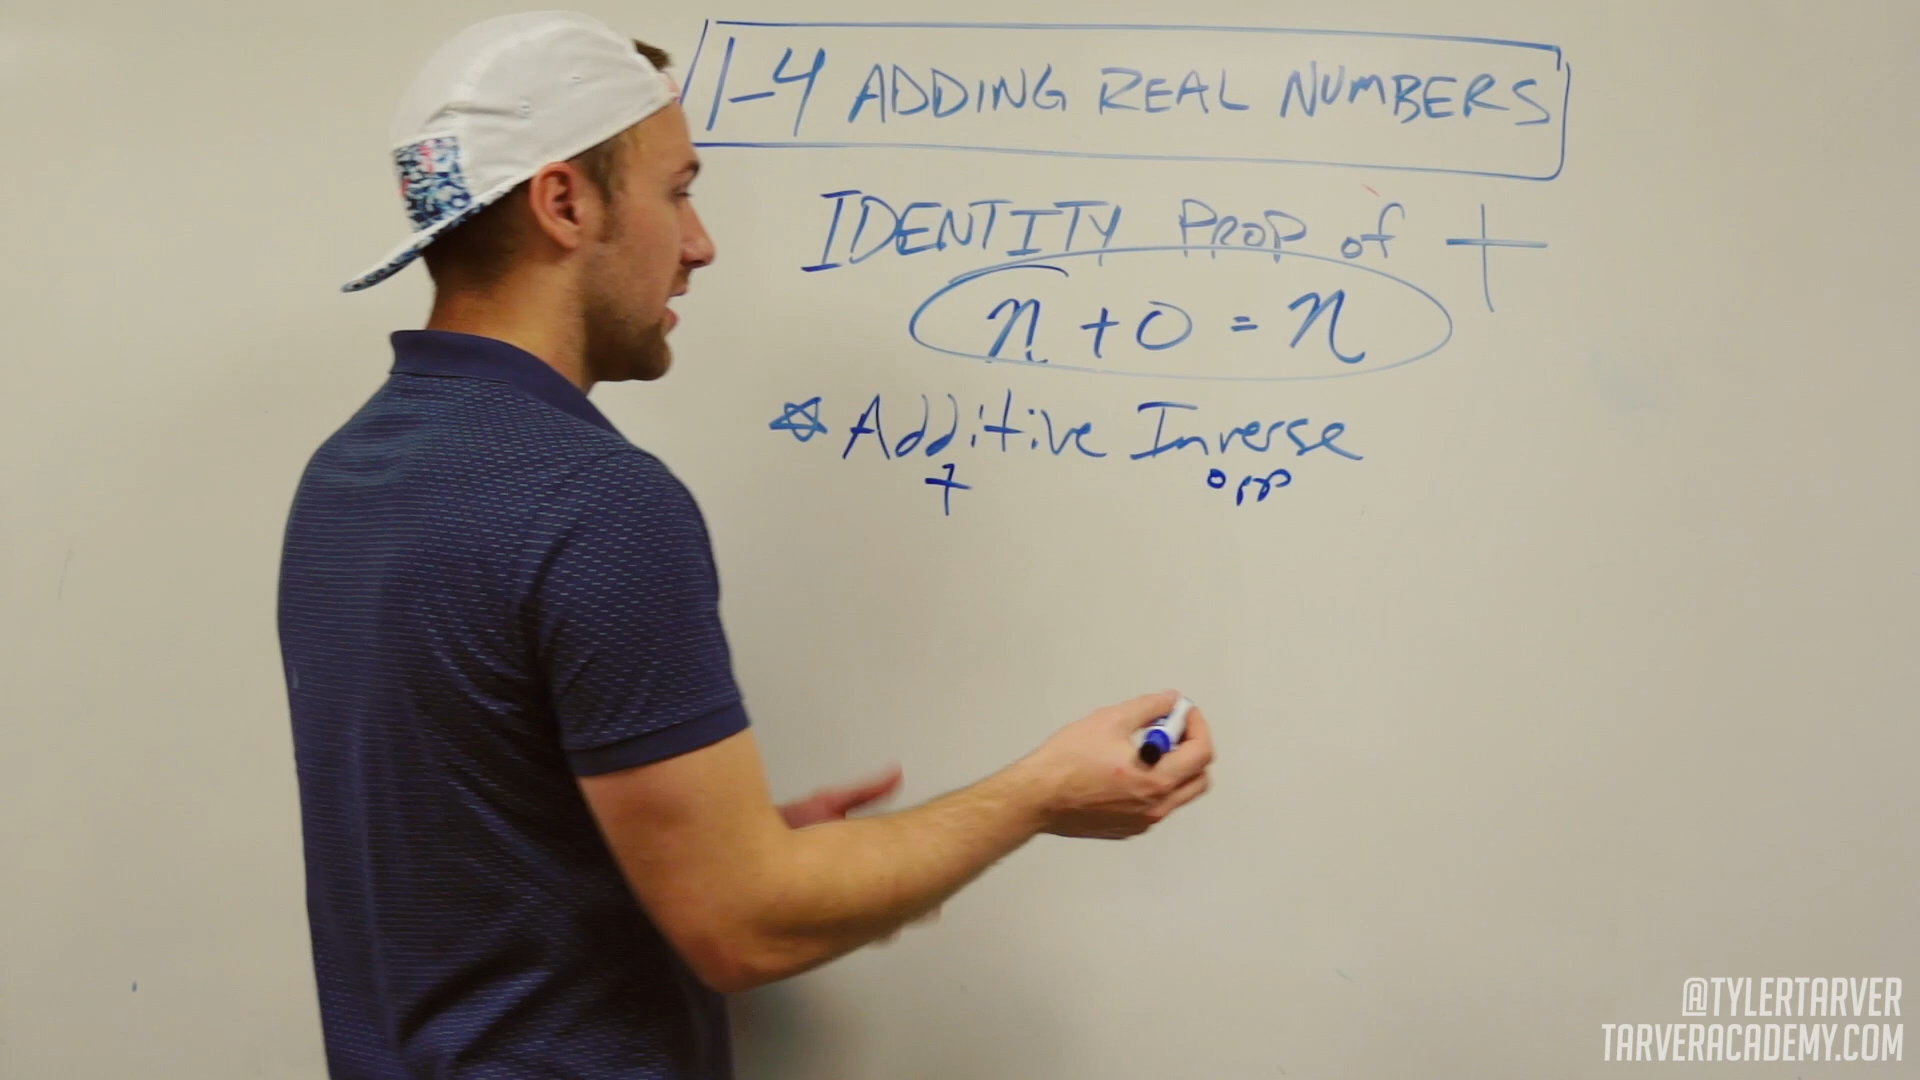 1-4 ADDING REAL NUMBERS
IDENTITY PROP of +
n + 0 = n
Additive Inverse
+ opp
@TYLERTARVER
TARVERACADEMY.COM